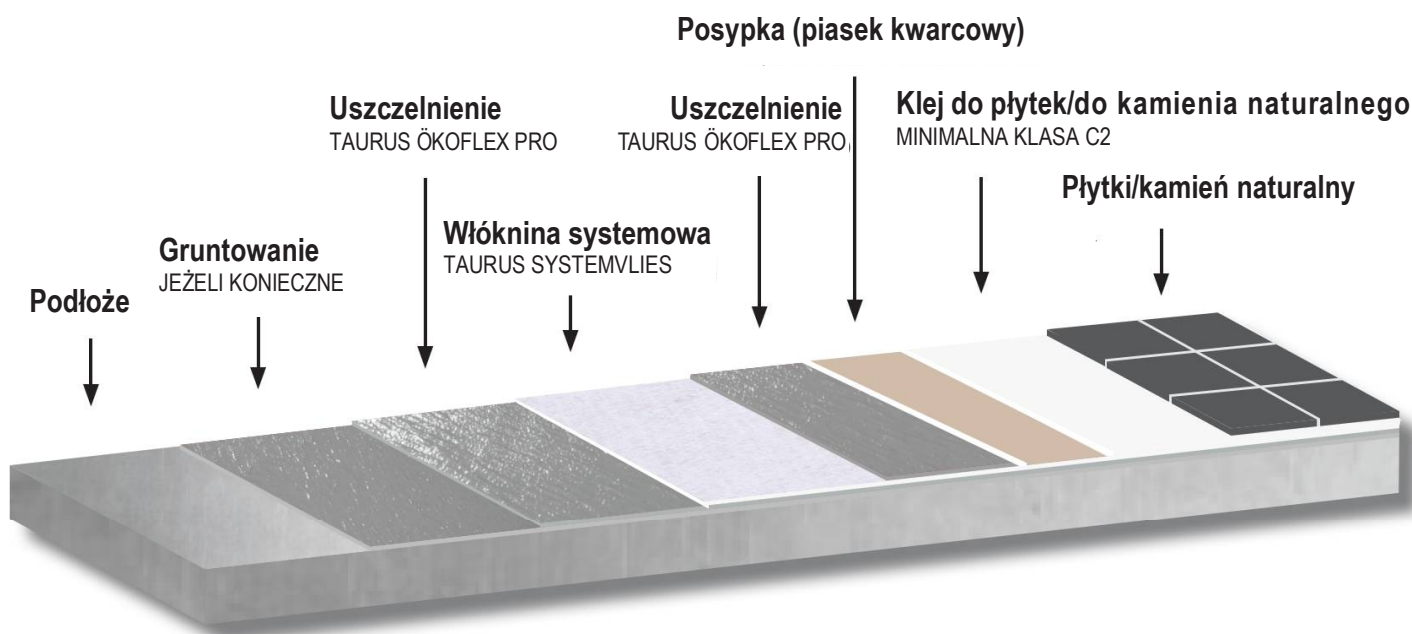 Posypka (piasek kwarcowy)
Uszczelnienie
TAURUS ÖKOFLEX PRO
Uszczelnienie
TAURUS ÖKOFLEX PRO
Klej do płytek/do kamienia naturalnego
MINIMALNA KLASA C2
Płytki/kamień naturalny
Włóknina systemowa
TAURUS SYSTEMVLIES
Gruntowanie
JEŻELI KONIECZNE
Podłoże